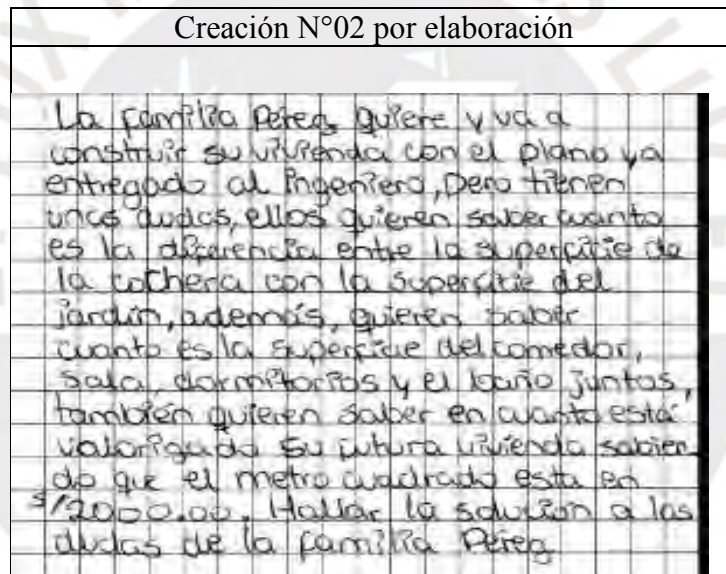 Creación N°02 por elaboración
La familia Perez quiere y va a
construir su vivienda con el plano ya
entregado al ingeniero, pero tienen
unas dudas, ellos quieren saber cuanto
es la diferencia entre la superficie de
la cochera con la superficie del
jardin, además, quieren saber
cuanto es la superficie del comedor,
sala, dormitorios y el baño juntas,
también quieren saber en cuanto esta
valorizada su futura vivienda sabien
do que el metro cuadrado esta en
s/2000.00. Hallar la solución a las
dudas de la familia Perez